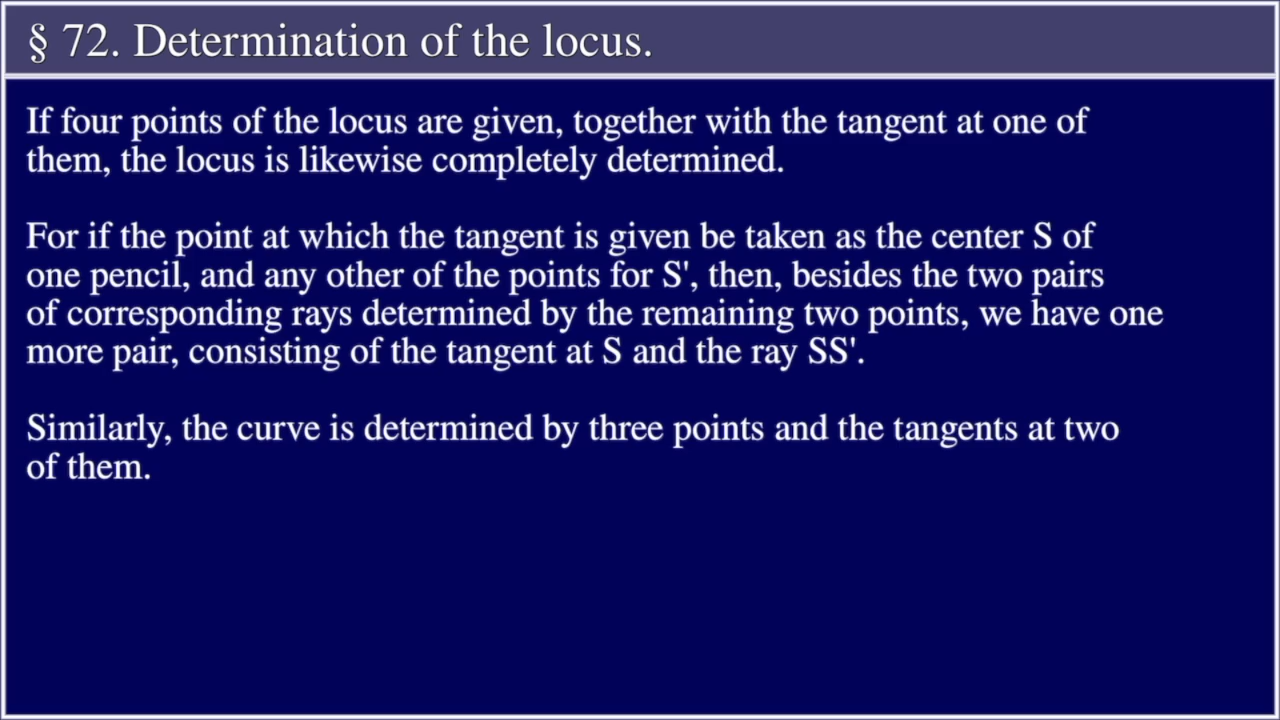 § 72. Determination of the locus.
If four points of the locus are given, together with the tangent at one of
them, the locus is likewise completely determined.
For if the point at which the tangent is given be taken as the center S of
one pencil, and any other of the points for S', then, besides the two pairs
of corresponding rays determined by the remaining two points, we have one
more pair, consisting of the tangent at S and the ray SS'.
Similarly, the curve is determined by three points and the tangents at two
of them.